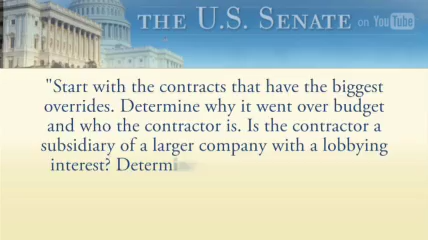 THE U.S. SENATE on YouTube
"Start with the contracts that have the biggest
overrides. Determine why it went over budget
and who the contractor is. Is the contractor a
subsidiary of a larger company with a lobbying
interest? Determi